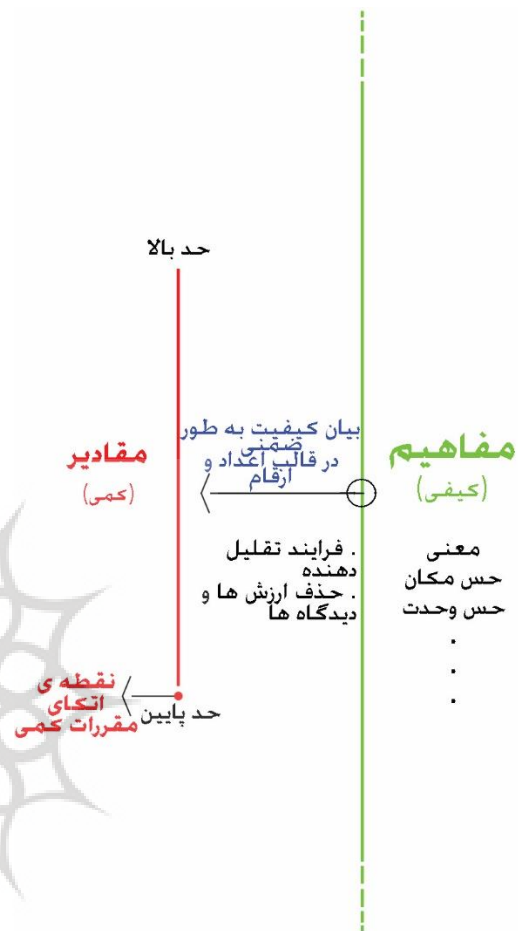 حد بالا
مفاهیم
(کیفی)
معنی
حس مکان
حس وحدت
.
.
.
بیان کیفیت به طور
ضمنی
در قالب اعداد و
ارقام
. فرایند تقلیل
دهنده
. حذف ارزش ها و
دیدگاه ها
مقادیر
(کمی)
حد پایین
نقطه ی
اتکای
مقررات کمی